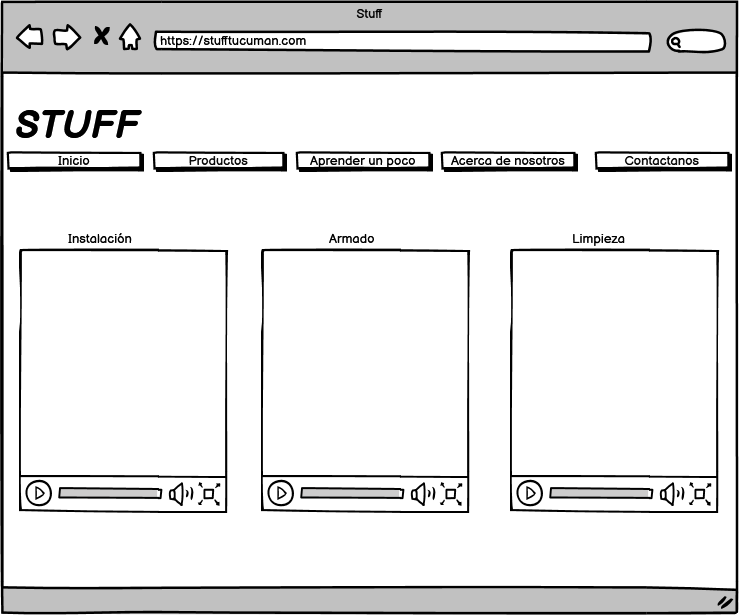 Stuff
https://stufftucuman.com
STUFF
Inicio Productos Aprender un poco Acerca de nosotros Contactanos
Instalación Armado Limpieza